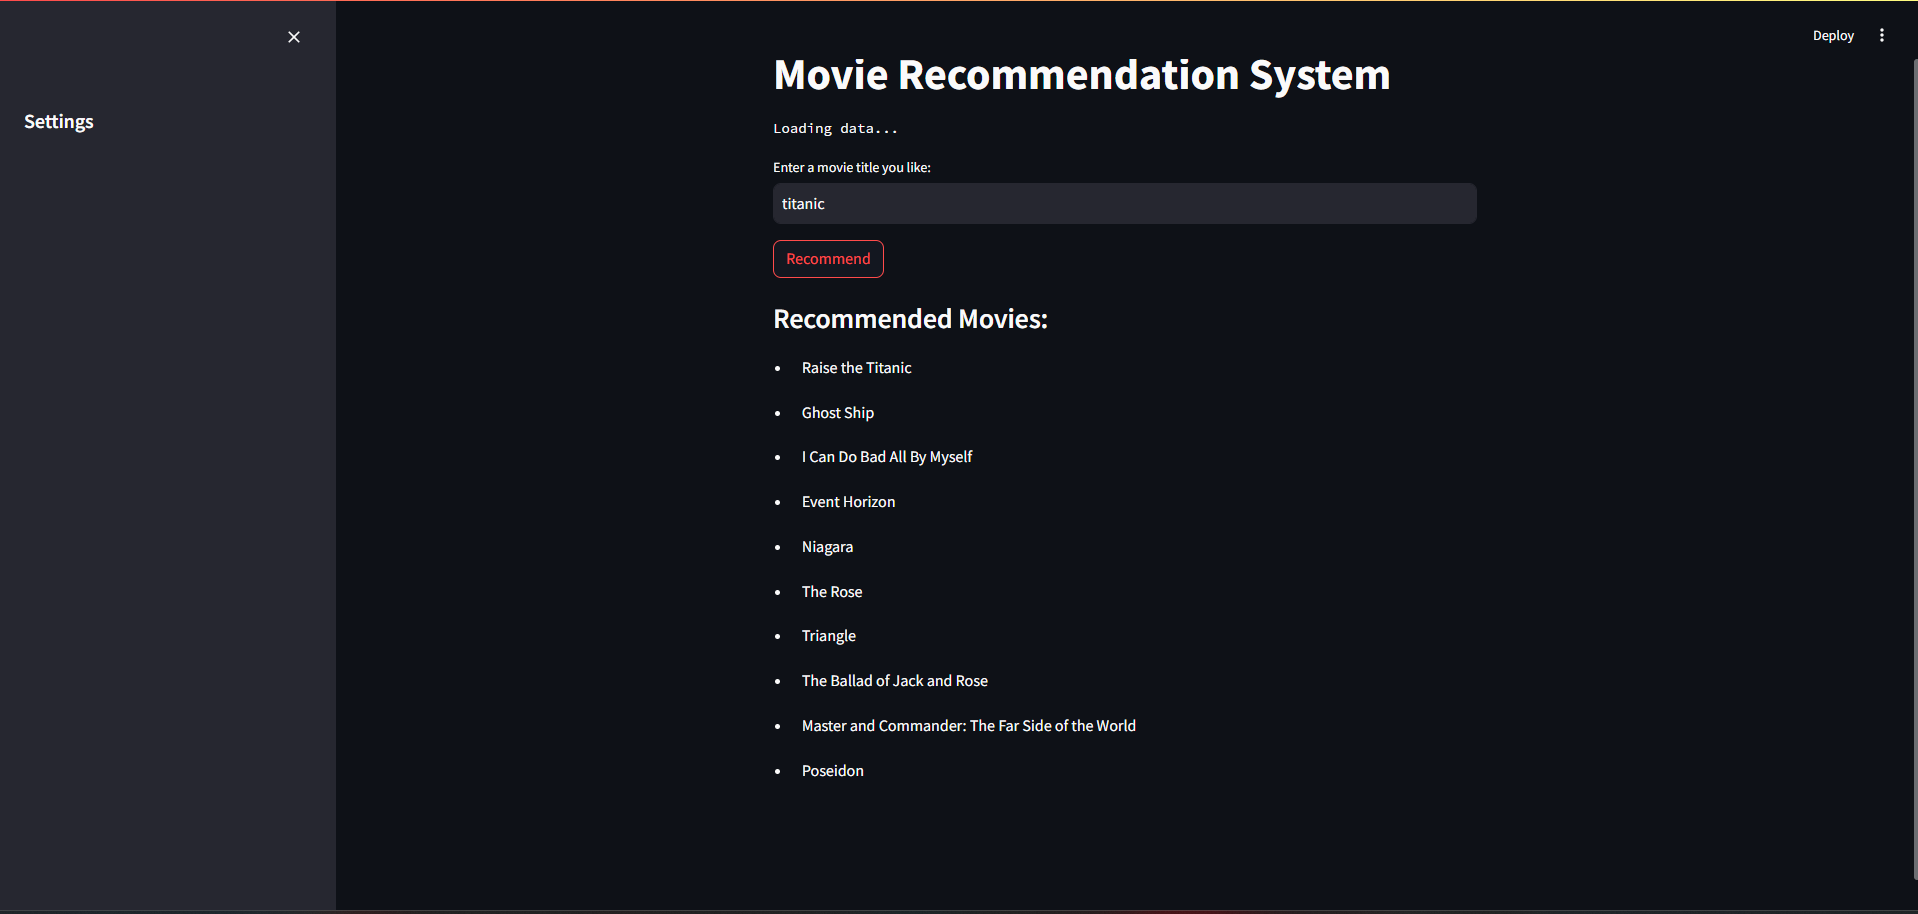 Deploy
Settings
Movie Recommendation System
Loading data...
Enter a movie title you like:
titanic
Recommend
Recommended Movies:
Raise the Titanic
Ghost Ship
I Can Do Bad All By Myself
Event Horizon
Niagara
The Rose
Triangle
The Ballad of Jack and Rose
Master and Commander: The Far Side of the World
Poseidon